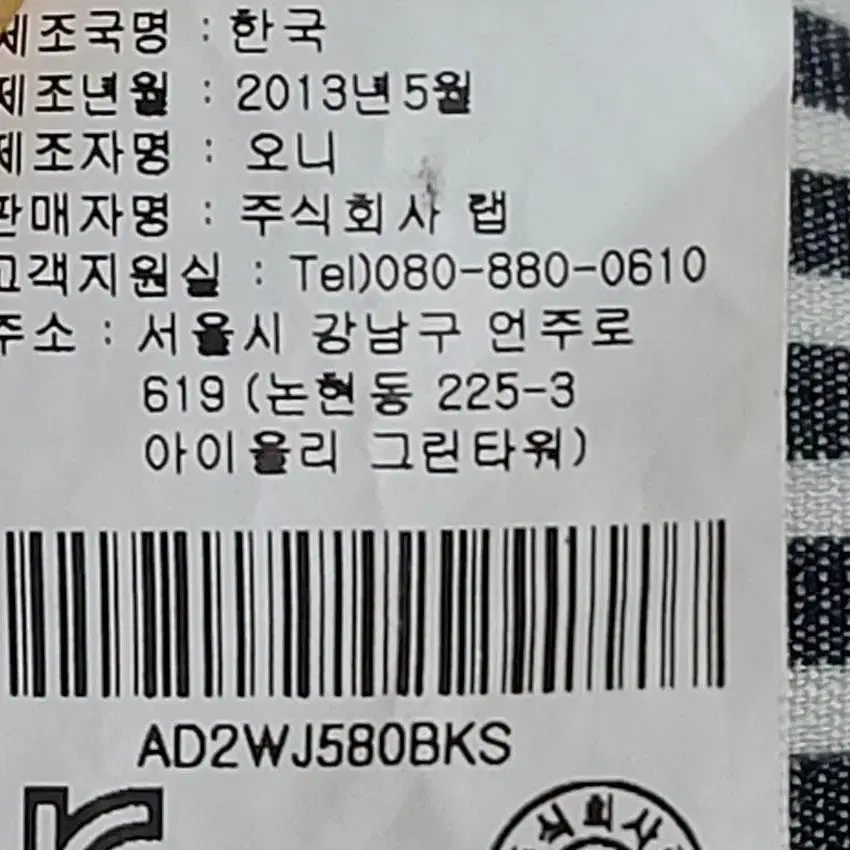 제조국명 : 한국
제조년월 : 2013년 5월
제조자명 : 오니
판매자명 : 주식회사 랩
고객지원실 : Tel)080-880-0610
주소 : 서울시 강남구 언주로
619 (논현동 225-3
아이올리 그린타워)
AD2WJ580BKS
식회사